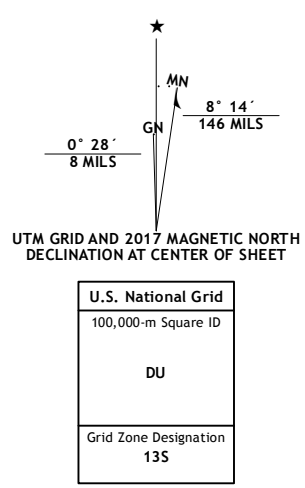 MN
GN
8° 14´
146 MILS
0° 28´
8 MILS
UTM GRID AND 2017 MAGNETIC NORTH
DECLINATION AT CENTER OF SHEET
U.S. National Grid
100,000-m Square ID
DU
Grid Zone Designation
13S